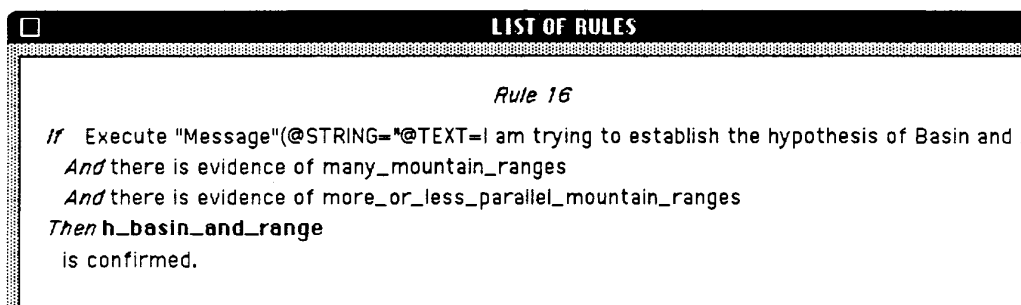 LIST OF RULES
Rule 16
If Execute "Message"(@STRING="@TEXT=I am trying to establish the hypothesis of Basin and
And there is evidence of many_mountain_ranges
And there is evidence of more_or_less_parallel_mountain_ranges
Then h_basin_and_range
is confirmed.